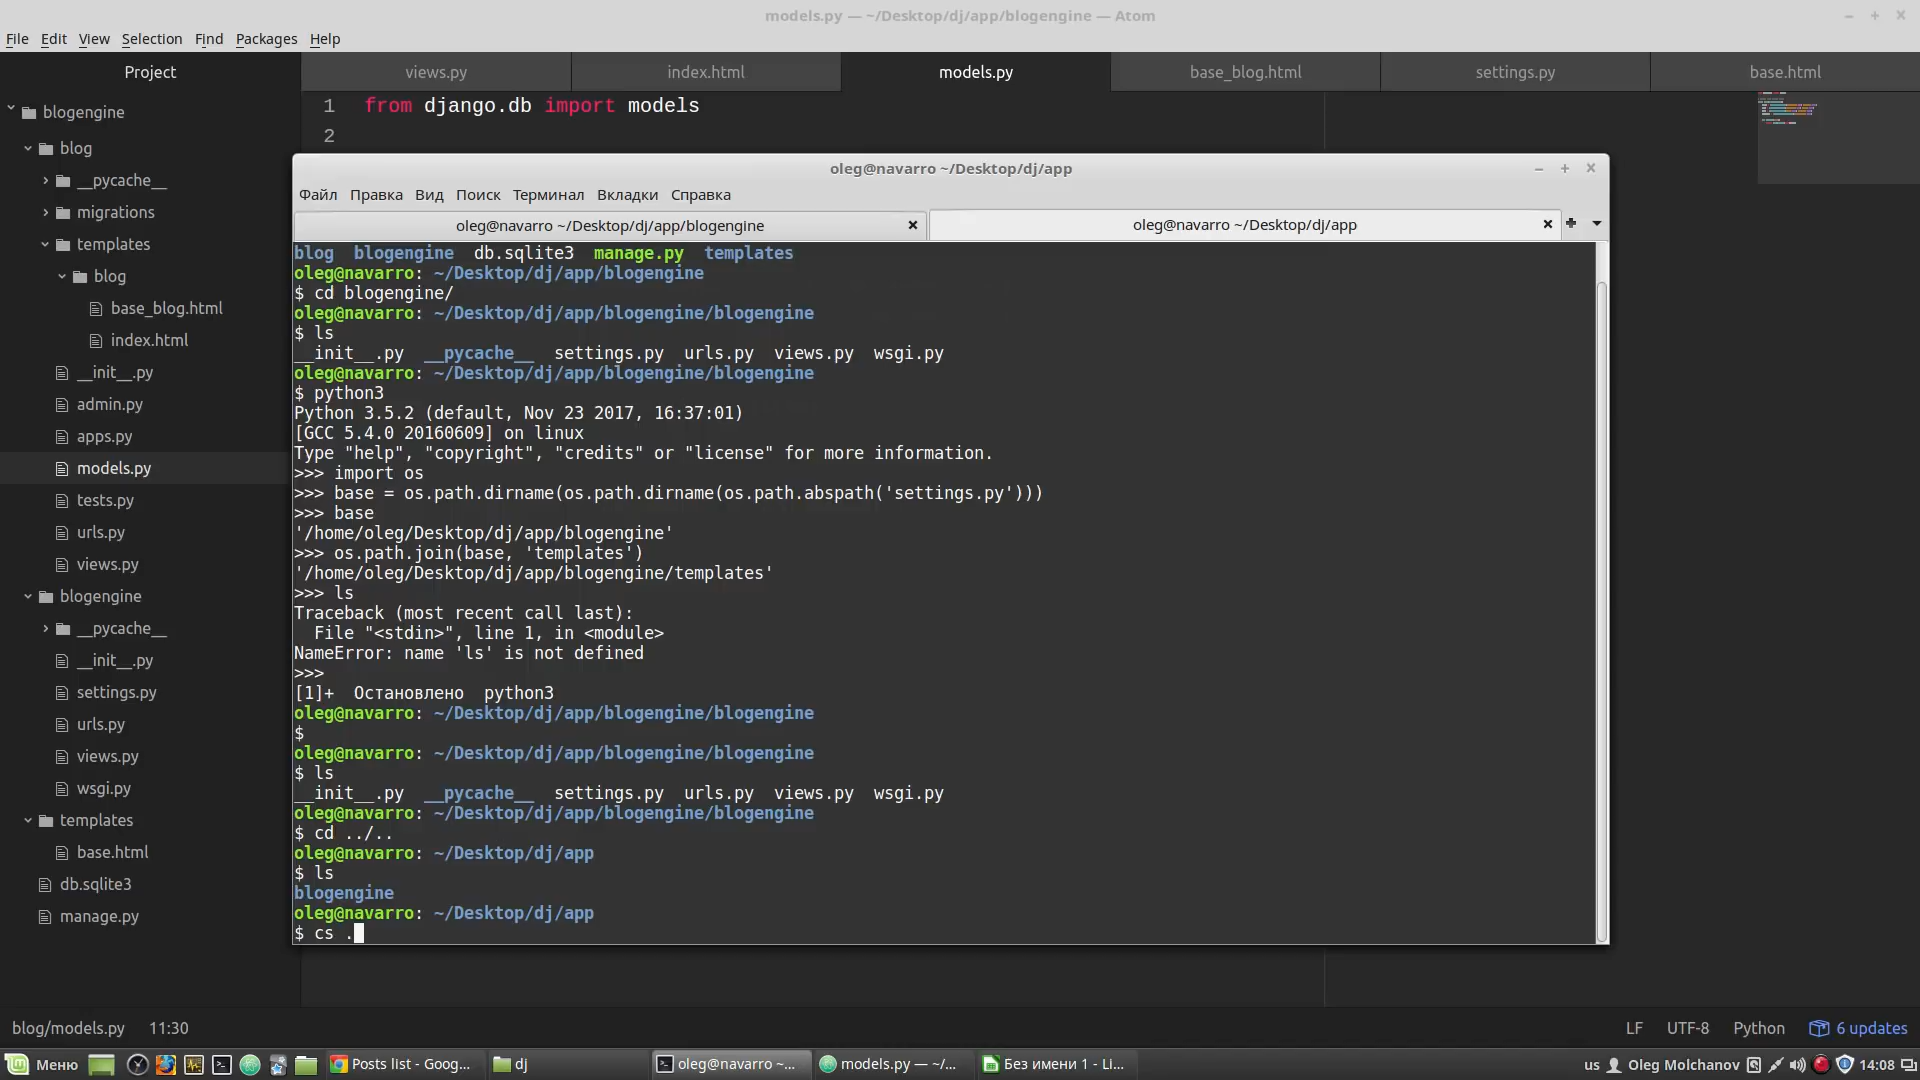 models.py — ~/Desktop/dj/app/blogengine — Atom
File Edit View Selection Find Packages Help
Project
views.py index.html models.py base_blog.html settings.py base.html
1 from django.db import models
2
blogengine
blog
__pycache__
migrations
templates
blog
base_blog.html
index.html
__init__.py
admin.py
apps.py
models.py
tests.py
urls.py
views.py
blogengine
__pycache__
__init__.py
settings.py
urls.py
views.py
wsgi.py
templates
base.html
db.sqlite3
manage.py
oleg@navarro ~/Desktop/dj/app
Файл Правка Вид Поиск Терминал Вкладки Справка
oleg@navarro ~/Desktop/dj/app/blogengine oleg@navarro ~/Desktop/dj/app
blog blogengine db.sqlite3 manage.py templates
oleg@navarro: ~/Desktop/dj/app/blogengine
$ cd blogengine/
oleg@navarro: ~/Desktop/dj/app/blogengine/blogengine
$ ls
__init__.py __pycache__ settings.py urls.py views.py wsgi.py
oleg@navarro: ~/Desktop/dj/app/blogengine/blogengine
$ python3
Python 3.5.2 (default, Nov 23 2017, 16:37:01)
[GCC 5.4.0 20160609] on linux
Type "help", "copyright", "credits" or "license" for more information.
>>> import os
>>> base = os.path.dirname(os.path.dirname(os.path.abspath('settings.py')))
>>> base
'/home/oleg/Desktop/dj/app/blogengine'
>>> os.path.join(base, 'templates')
'/home/oleg/Desktop/dj/app/blogengine/templates'
>>> ls
Traceback (most recent call last):
File "<stdin>", line 1, in <module>
NameError: name 'ls' is not defined
>>>
[1]+ Остановлено python3
oleg@navarro: ~/Desktop/dj/app/blogengine/blogengine
$
oleg@navarro: ~/Desktop/dj/app/blogengine/blogengine
$ ls
__init__.py __pycache__ settings.py urls.py views.py wsgi.py
oleg@navarro: ~/Desktop/dj/app/blogengine/blogengine
$ cd ../..
oleg@navarro: ~/Desktop/dj/app
$ ls
blogengine
oleg@navarro: ~/Desktop/dj/app
$ cs .
blog/models.py 11:30 LF UTF-8 Python 6 updates
Меню Posts list - Goog... dj oleg@navarro ~... models.py — ~/... Без имени 1 - Li... us Oleg Molchanov 14:08